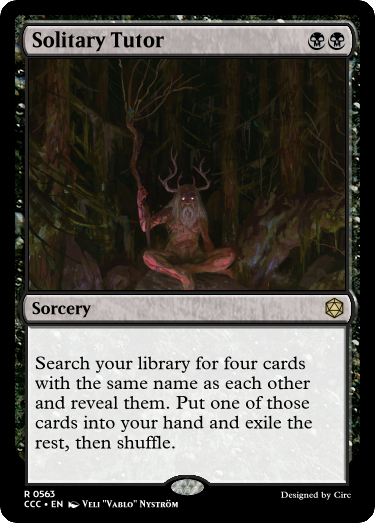 Solitary Tutor
Sorcery
Search your library for four cards
with the same name as each other
and reveal them. Put one of those
cards into your hand and exile the
rest, then shuffle.
R 0563
Designed by Circ
CCC • EN Veli "Vablo" Nyström